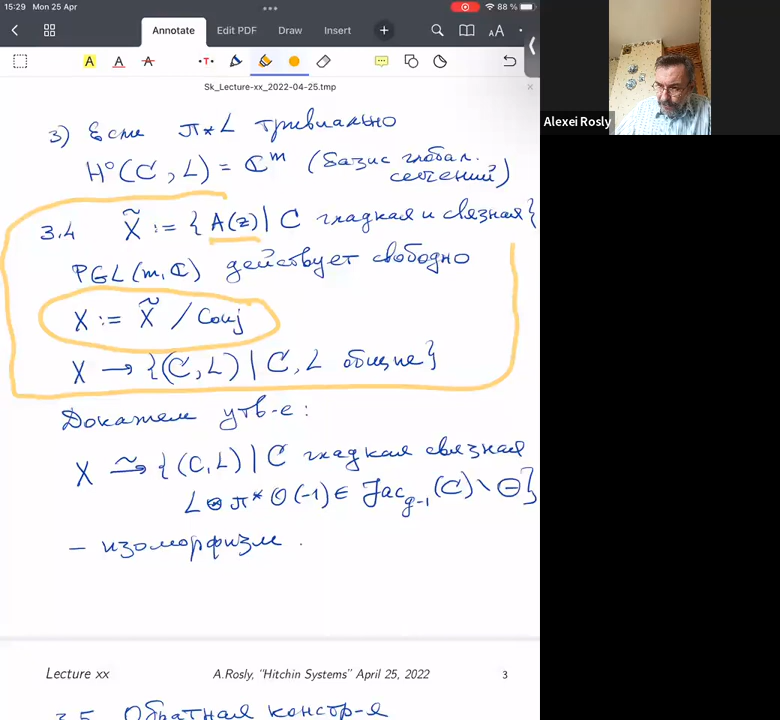 15:29 Mon 25 Apr
88 %
Annotate Edit PDF Draw Insert
AA
A A A T
Sk_Lecture-xx_2022-04-25.tmp
3) Если π*L тривиально
H⁰(C, L) = ℂᵐ (базис глобал. сечений)
3.4 X̃ := { A(z) | C гладкая и связная }
PGL(m, ℂ) действует свободно
X := X̃ / Conj
X → {(C, L) | C, L общие}
Докажем утв-е:
X ⥲ {(C, L) | C гладкая связная
L ⊗ π* O(-1) ∈ Jac_{g-1}(C) \ Θ}
– изоморфизм.
Lecture xx A.Rosly, "Hitchin Systems" April 25, 2022 3
3.5 Обратная констр-я
Alexei Rosly